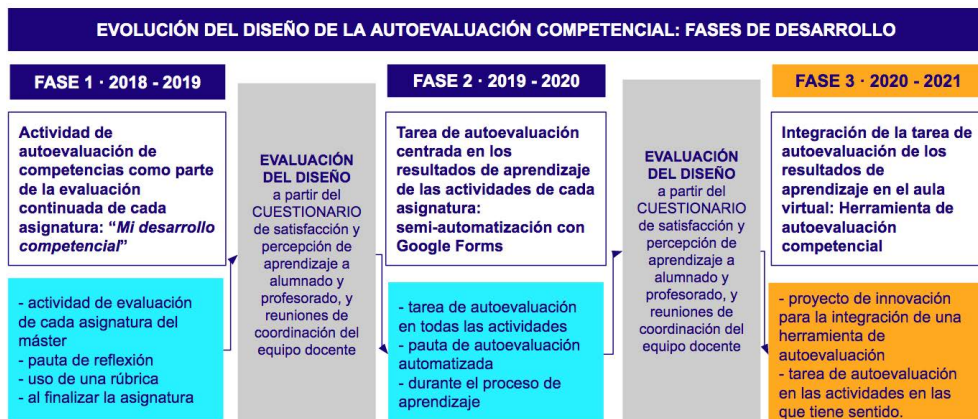 EVOLUCIÓN DEL DISEÑO DE LA AUTOEVALUACIÓN COMPETENCIAL: FASES DE DESARROLLO
FASE 1 · 2018 - 2019
Actividad de
autoevaluación de
competencias como parte
de la evaluación
continuada de cada
asignatura: “Mi desarrollo
competencial”
- actividad de evaluación
de cada asignatura del
máster
- pauta de reflexión
- uso de una rúbrica
- al finalizar la asignatura
EVALUACIÓN
DEL DISEÑO
a partir del
CUESTIONARIO
de satisfacción y
percepción de
aprendizaje a
alumnado y
profesorado, y
reuniones de
coordinación del
equipo docente
FASE 2 · 2019 - 2020
Tarea de autoevaluación
centrada en los
resultados de aprendizaje
de las actividades de cada
asignatura:
semi-automatización con
Google Forms
- tarea de autoevaluación
en todas las actividades
- pauta de autoevaluación
automatizada
- durante el proceso de
aprendizaje
EVALUACIÓN
DEL DISEÑO
a partir del
CUESTIONARIO
de satisfacción y
percepción de
aprendizaje a
alumnado y
profesorado, y
reuniones de
coordinación del
equipo docente
FASE 3 · 2020 - 2021
Integración de la tarea de
autoevaluación de los
resultados de
aprendizaje en el aula
virtual: Herramienta de
autoevaluación
competencial
- proyecto de innovación
para la integración de una
herramienta de
autoevaluación
- tarea de autoevaluación
en las actividades en las
que tiene sentido.